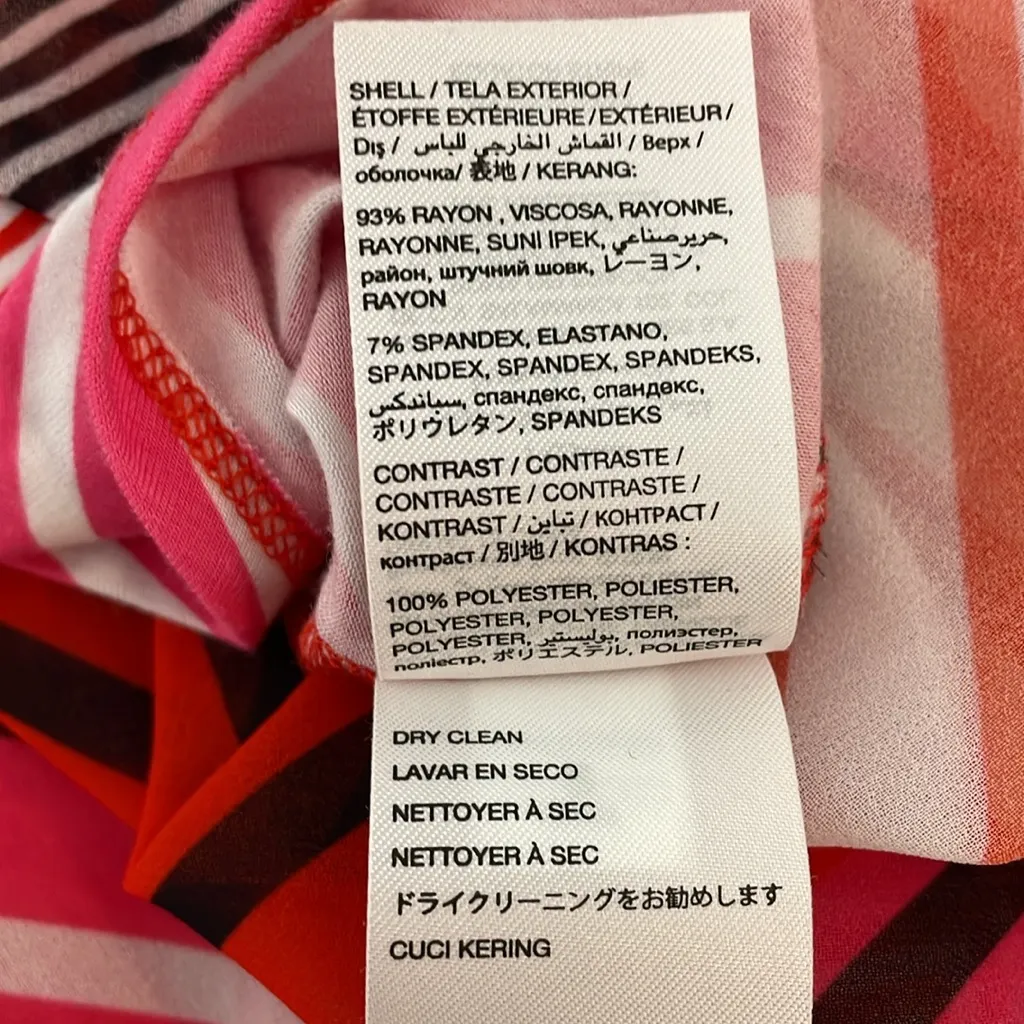 SHELL / TELA EXTERIOR /
ÉTOFFE EXTÉRIEURE / EXTÉRIEUR /
Dış / القماش الخارجي للباس / Верх /
оболочка/ 表地 / KERANG:
93% RAYON , VISCOSA, RAYONNE,
RAYONNE, SUNİ İPEK, حريرصناعي,
район, штучний шовк, レーヨン,
RAYON
7% SPANDEX, ELASTANO,
SPANDEX, SPANDEX, SPANDEKS,
سباندكس, спандекс, спандекс,
ポリウレタン, SPANDEKS
CONTRAST / CONTRASTE /
CONTRASTE / CONTRASTE /
KONTRAST / تباين / КОНТРАСТ /
контраст / 別地 / KONTRAS :
100% POLYESTER, POLIESTER,
POLYESTER, POLYESTER,
POLYESTER, بوليستير, полиэстер,
поліестр, ポリエステル, POLIESTER
DRY CLEAN
LAVAR EN SECO
NETTOYER À SEC
NETTOYER À SEC
ドライクリーニングをお勧めします
CUCI KERING